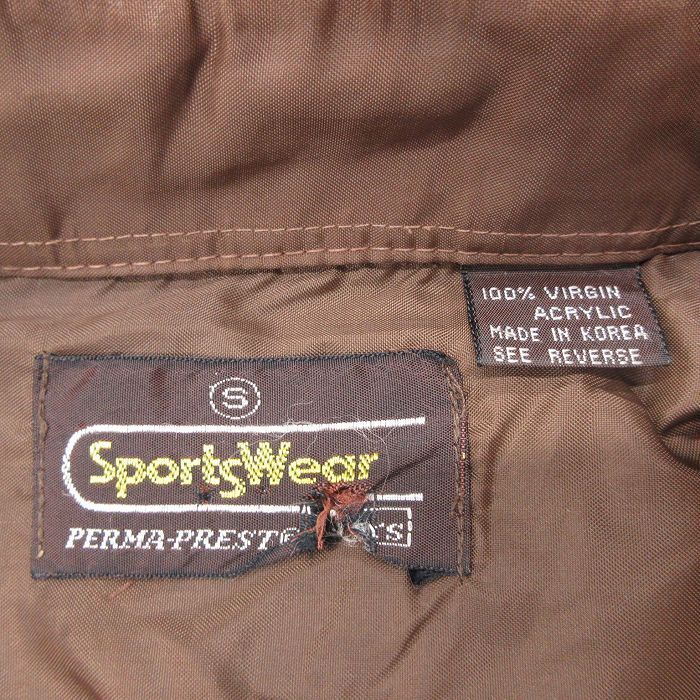 100% VIRGIN
ACRYLIC
MADE IN KOREA
SEE REVERSE
S
SportsWear
PERMA-PREST®